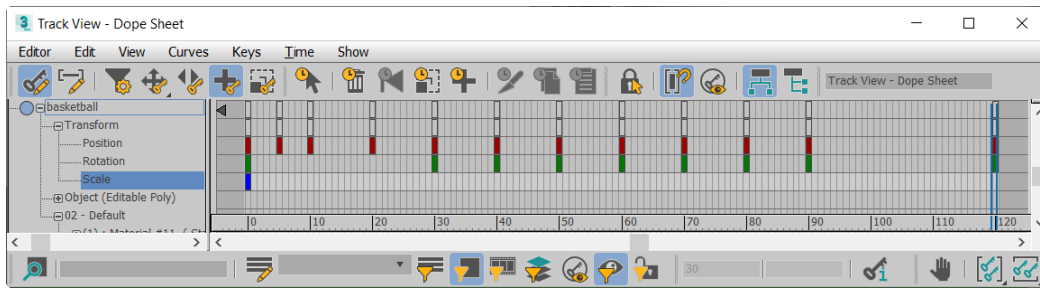 3 Track View - Dope Sheet
Editor Edit View Curves Keys Time Show
Track View - Dope Sheet
basketball
Transform
Position
Rotation
Scale
Object (Editable Poly)
02 - Default
0 10 20 30 40 50 60 70 80 90 100 110 120
30